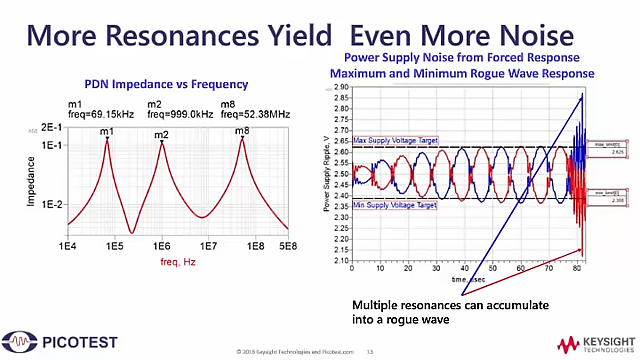 More Resonances Yield Even More Noise
Power Supply Noise from Forced Response
Maximum and Minimum Rogue Wave Response
PDN Impedance vs Frequency
m1
freq=69.15kHz
m2
freq=999.0kHz
m8
freq=52.38MHz
2E-1
1E-1
1E-2
Impedance
m1
m2
m8
1E4
1E5
1E6
1E7
1E8
5E8
freq, Hz
Power Supply Ripple, V
2.90
2.85
2.80
2.75
2.70
2.65
2.60
2.55
2.50
2.45
2.40
2.35
2.30
2.25
2.20
2.15
2.10
Max Supply Voltage Target
Min Supply Voltage Target
2.625
0
10
20
30
40
50
60
70
80
90
time, usec
Multiple resonances can accumulate
into a rogue wave
PICOTEST
© 2018 Keysight Technologies and Picotest.com
13
KEYSIGHT
TECHNOLOGIES